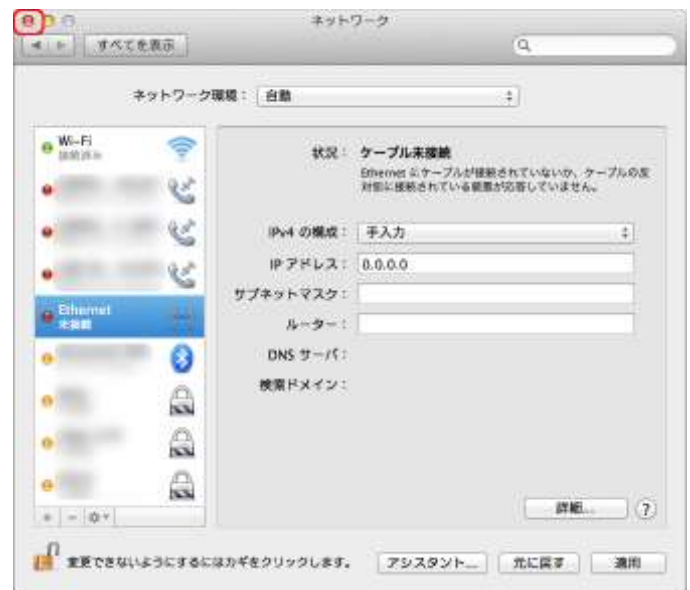 ネットワーク
すべてを表示
ネットワーク環境： 自動
Wi-Fi
接続済み
Ethernet
未接続
状況： ケーブル未接続
Ethernet にケーブルが接続されていないか、ケーブルの反
対側に接続されている装置が応答していません。
IPv4 の構成： 手入力
IP アドレス： 0.0.0.0
サブネットマスク：
ルーター：
DNS サーバ：
検索ドメイン：
詳細...
?
変更できないようにするにはカギをクリックします。
アシスタント...
元に戻す
適用